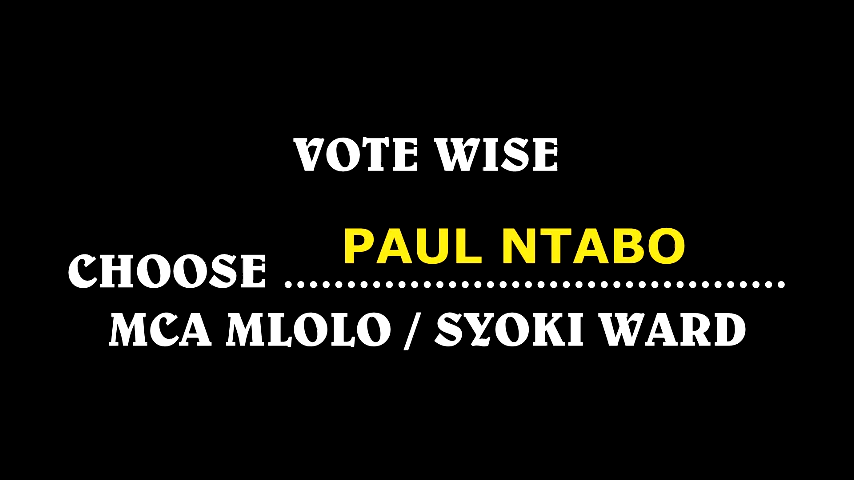 VOTE WISE
CHOOSE ........................................ PAUL NTABO
MCA MLOLO / SYOKI WARD